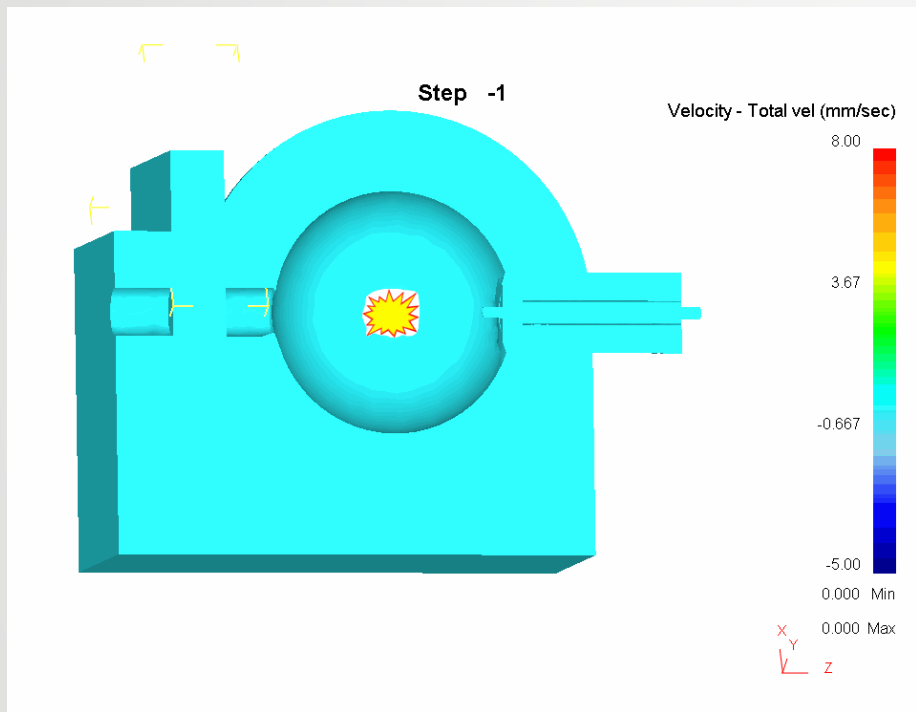 Step -1
Velocity - Total vel (mm/sec)
8.00
3.67
-0.667
-5.00
0.000 Min
0.000 Max
X
Y
Z